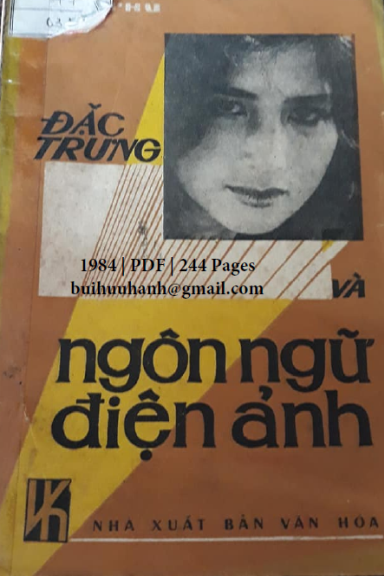 ĐẶC
TRƯNG
1984 | PDF | 244 Pages
buihuuhanh@gmail.com
VÀ
ngôn ngữ
điện ảnh
NHÀ XUẤT BẢN VĂN HÓA